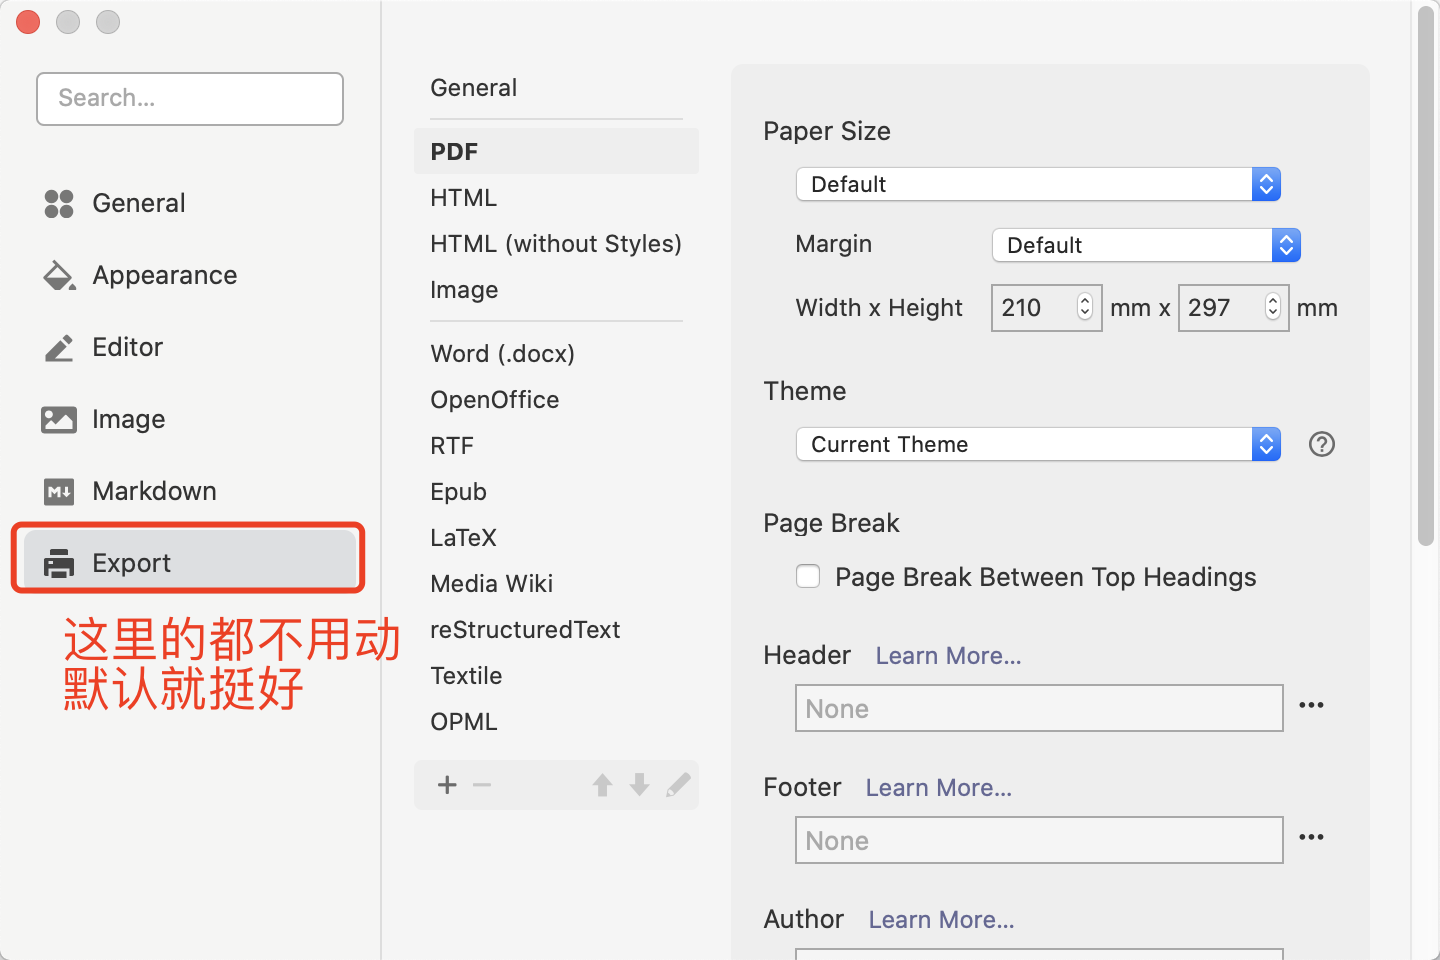 Search...
General
Appearance
Editor
Image
Markdown
Export
这里的都不用动
默认就挺好
General
PDF
HTML
HTML (without Styles)
Image
Word (.docx)
OpenOffice
RTF
Epub
LaTeX
Media Wiki
reStructuredText
Textile
OPML
Paper Size
Default
Margin Default
Width x Height 210 mm x 297 mm
Theme
Current Theme
Page Break
Page Break Between Top Headings
Header Learn More...
None
Footer Learn More...
None
Author Learn More...